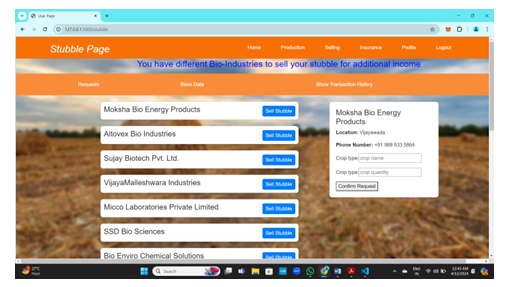 User Page
127.0.0.1:5000/stubble
Stubble Page
Home Production Selling Insurance Profile Logout
You have different Bio-Industries to sell your stubble for additional income
Requests Store Data Show Transaction History
Moksha Bio Energy Products Sell Stubble
Altovex Bio Industries Sell Stubble
Sujay Biotech Pvt. Ltd. Sell Stubble
VijayaMalleshwara Industries Sell Stubble
Micco Laboratories Private Limited Sell Stubble
SSD Bio Sciences Sell Stubble
Bio Enviro Chemical Solutions Sell Stubble
Moksha Bio Energy
Products
Location: Vijayawada
Phone Number: +91 988 533 5864
Crop type: crop name
Crop type: crop quantity
Confirm Request
27°C
Haze
Search
ENG
IN
12:45 AM
4/12/2024